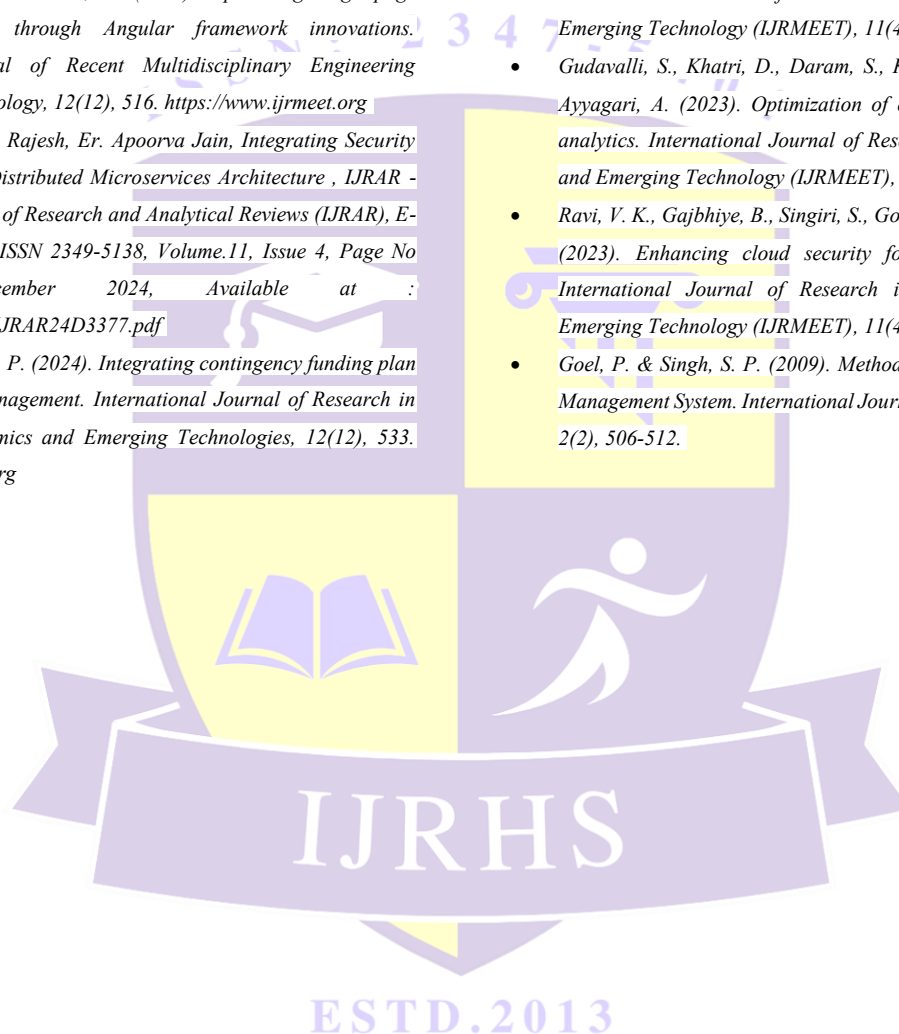 through Angular framework innovations.
al of Recent Multidisciplinary Engineering
ology, 12(12), 516. https://www.ijrmeet.org
Rajesh, Er. Apoorva Jain, Integrating Security
Distributed Microservices Architecture , IJRAR -
of Research and Analytical Reviews (IJRAR), E-
ISSN 2349-5138, Volume.11, Issue 4, Page No
cember 2024, Available at :
IJRAR24D3377.pdf
P. (2024). Integrating contingency funding plan
nagement. International Journal of Research in
mics and Emerging Technologies, 12(12), 533.
rg
Emerging Technology (IJRMEET), 11(4
• Gudavalli, S., Khatri, D., Daram, S., K
Ayyagari, A. (2023). Optimization of
analytics. International Journal of Rese
and Emerging Technology (IJRMEET),
• Ravi, V. K., Gajbhiye, B., Singiri, S., Go
(2023). Enhancing cloud security fo
International Journal of Research i
Emerging Technology (IJRMEET), 11(4
• Goel, P. & Singh, S. P. (2009). Method
Management System. International Journ
2(2), 506-512.
IJRHS
ESTD.2013